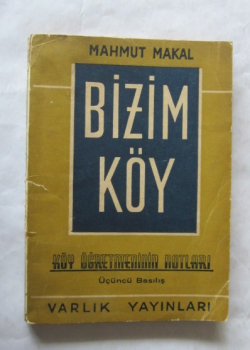 MAHMUT MAKAL
BİZİM
KÖY
KÖY ÖĞRETMENİNİN NOTLARI
Üçüncü Basılış
VARLIK YAYINLARI